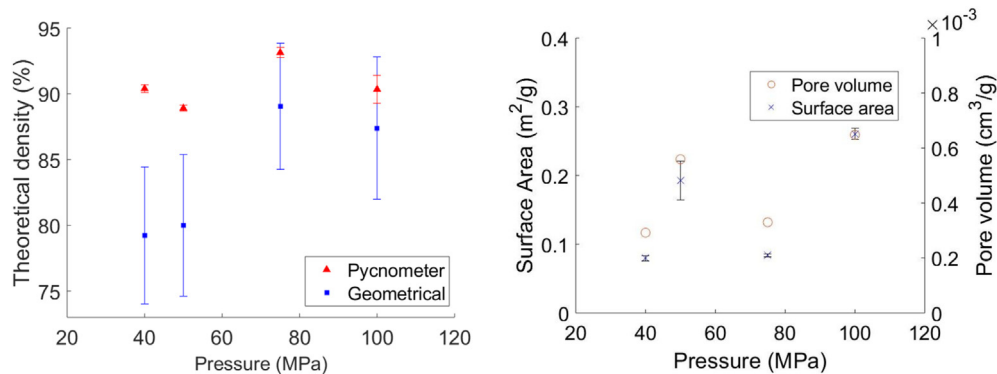 95
90
85
80
75
Theoretical density (%)
Pycnometer
Geometrical
20 40 60 80 100 120
Pressure (MPa)
×10-3
0.4
0.3
0.2
0.1
0
Surface Area (m2/g)
Pore volume
Surface area
1
0.8
0.6
0.4
0.2
0
Pore volume (cm3/g)
20 40 60 80 100 120
Pressure (MPa)